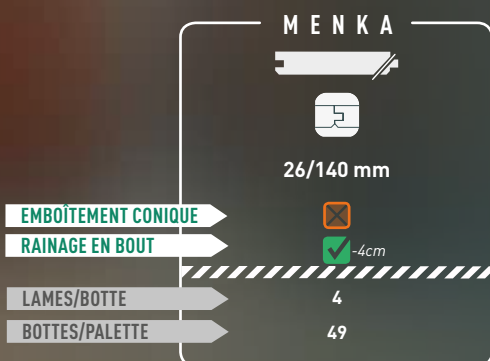 MENKA
26/140 mm
EMBOÎTEMENT CONIQUE
RAINAGE EN BOUT -4cm
LAMES/BOTTE 4
BOTTES/PALETTE 49